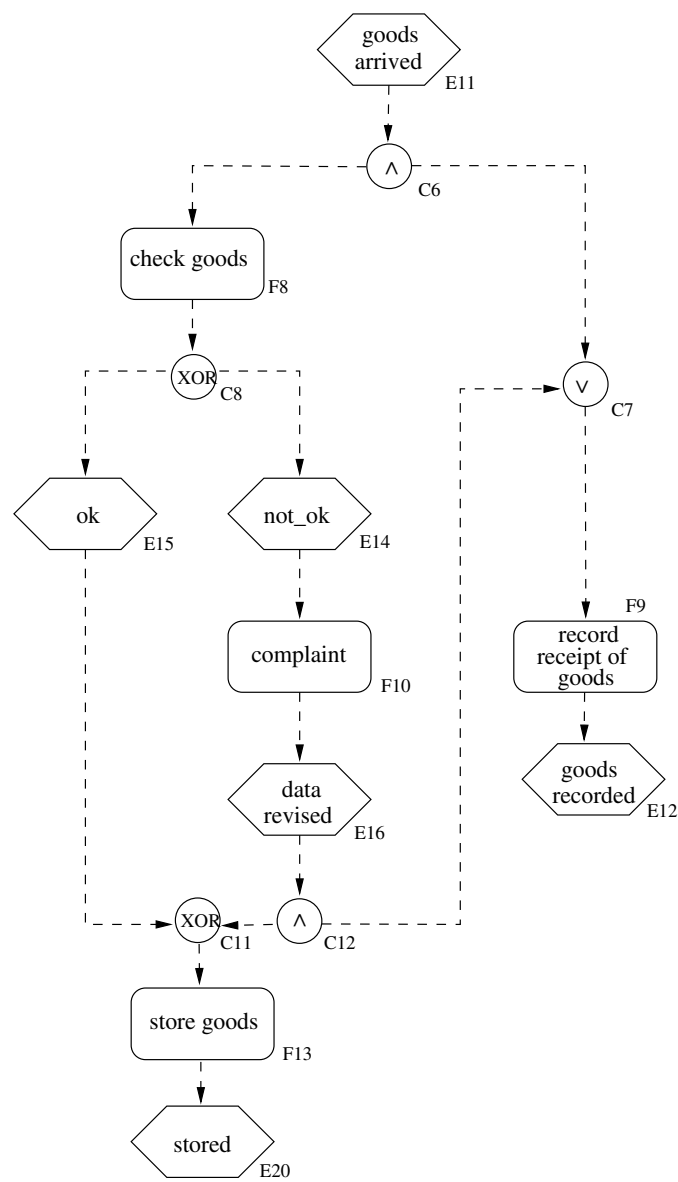 goods
arrived
E11
∧
C6
check goods
F8
XOR
C8
∨
C7
ok
E15
not_ok
E14
F9
record
receipt of
goods
complaint
F10
goods
recorded
E12
data
revised
E16
XOR
C11
∧
C12
store goods
F13
stored
E20